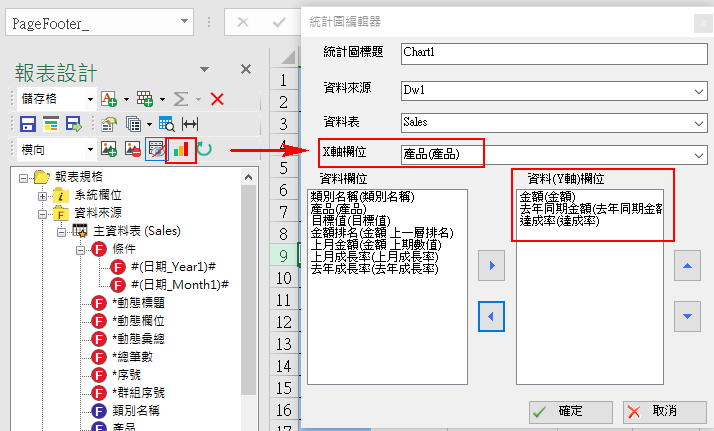 PageFooter_
報表設計
儲存格
橫向
報表規格
系統欄位
資料來源
主資料表 (Sales)
條件
#(日期_Year1)#
#(日期_Month1)#
*動態標題
*動態欄位
*動態彙總
*總筆數
*序號
*群組序號
類別名稱
產品
1
2
3
4
5
6
7
8
9
10
11
12
13
14
15
16
17
統計圖編輯器
統計圖標題
Chart1
資料來源
Dw1
資料表
Sales
X軸欄位
產品(產品)
資料欄位
類別名稱(類別名稱)
產品(產品)
目標值(目標值)
金額排名(金額 上一層排名)
上月金額(金額 上期數值)
上月成長率(上月成長率)
去年成長率(去年成長率)
資料(Y軸)欄位
金額(金額)
去年同期金額(去年同期金額
達成率(達成率)
確定
取消